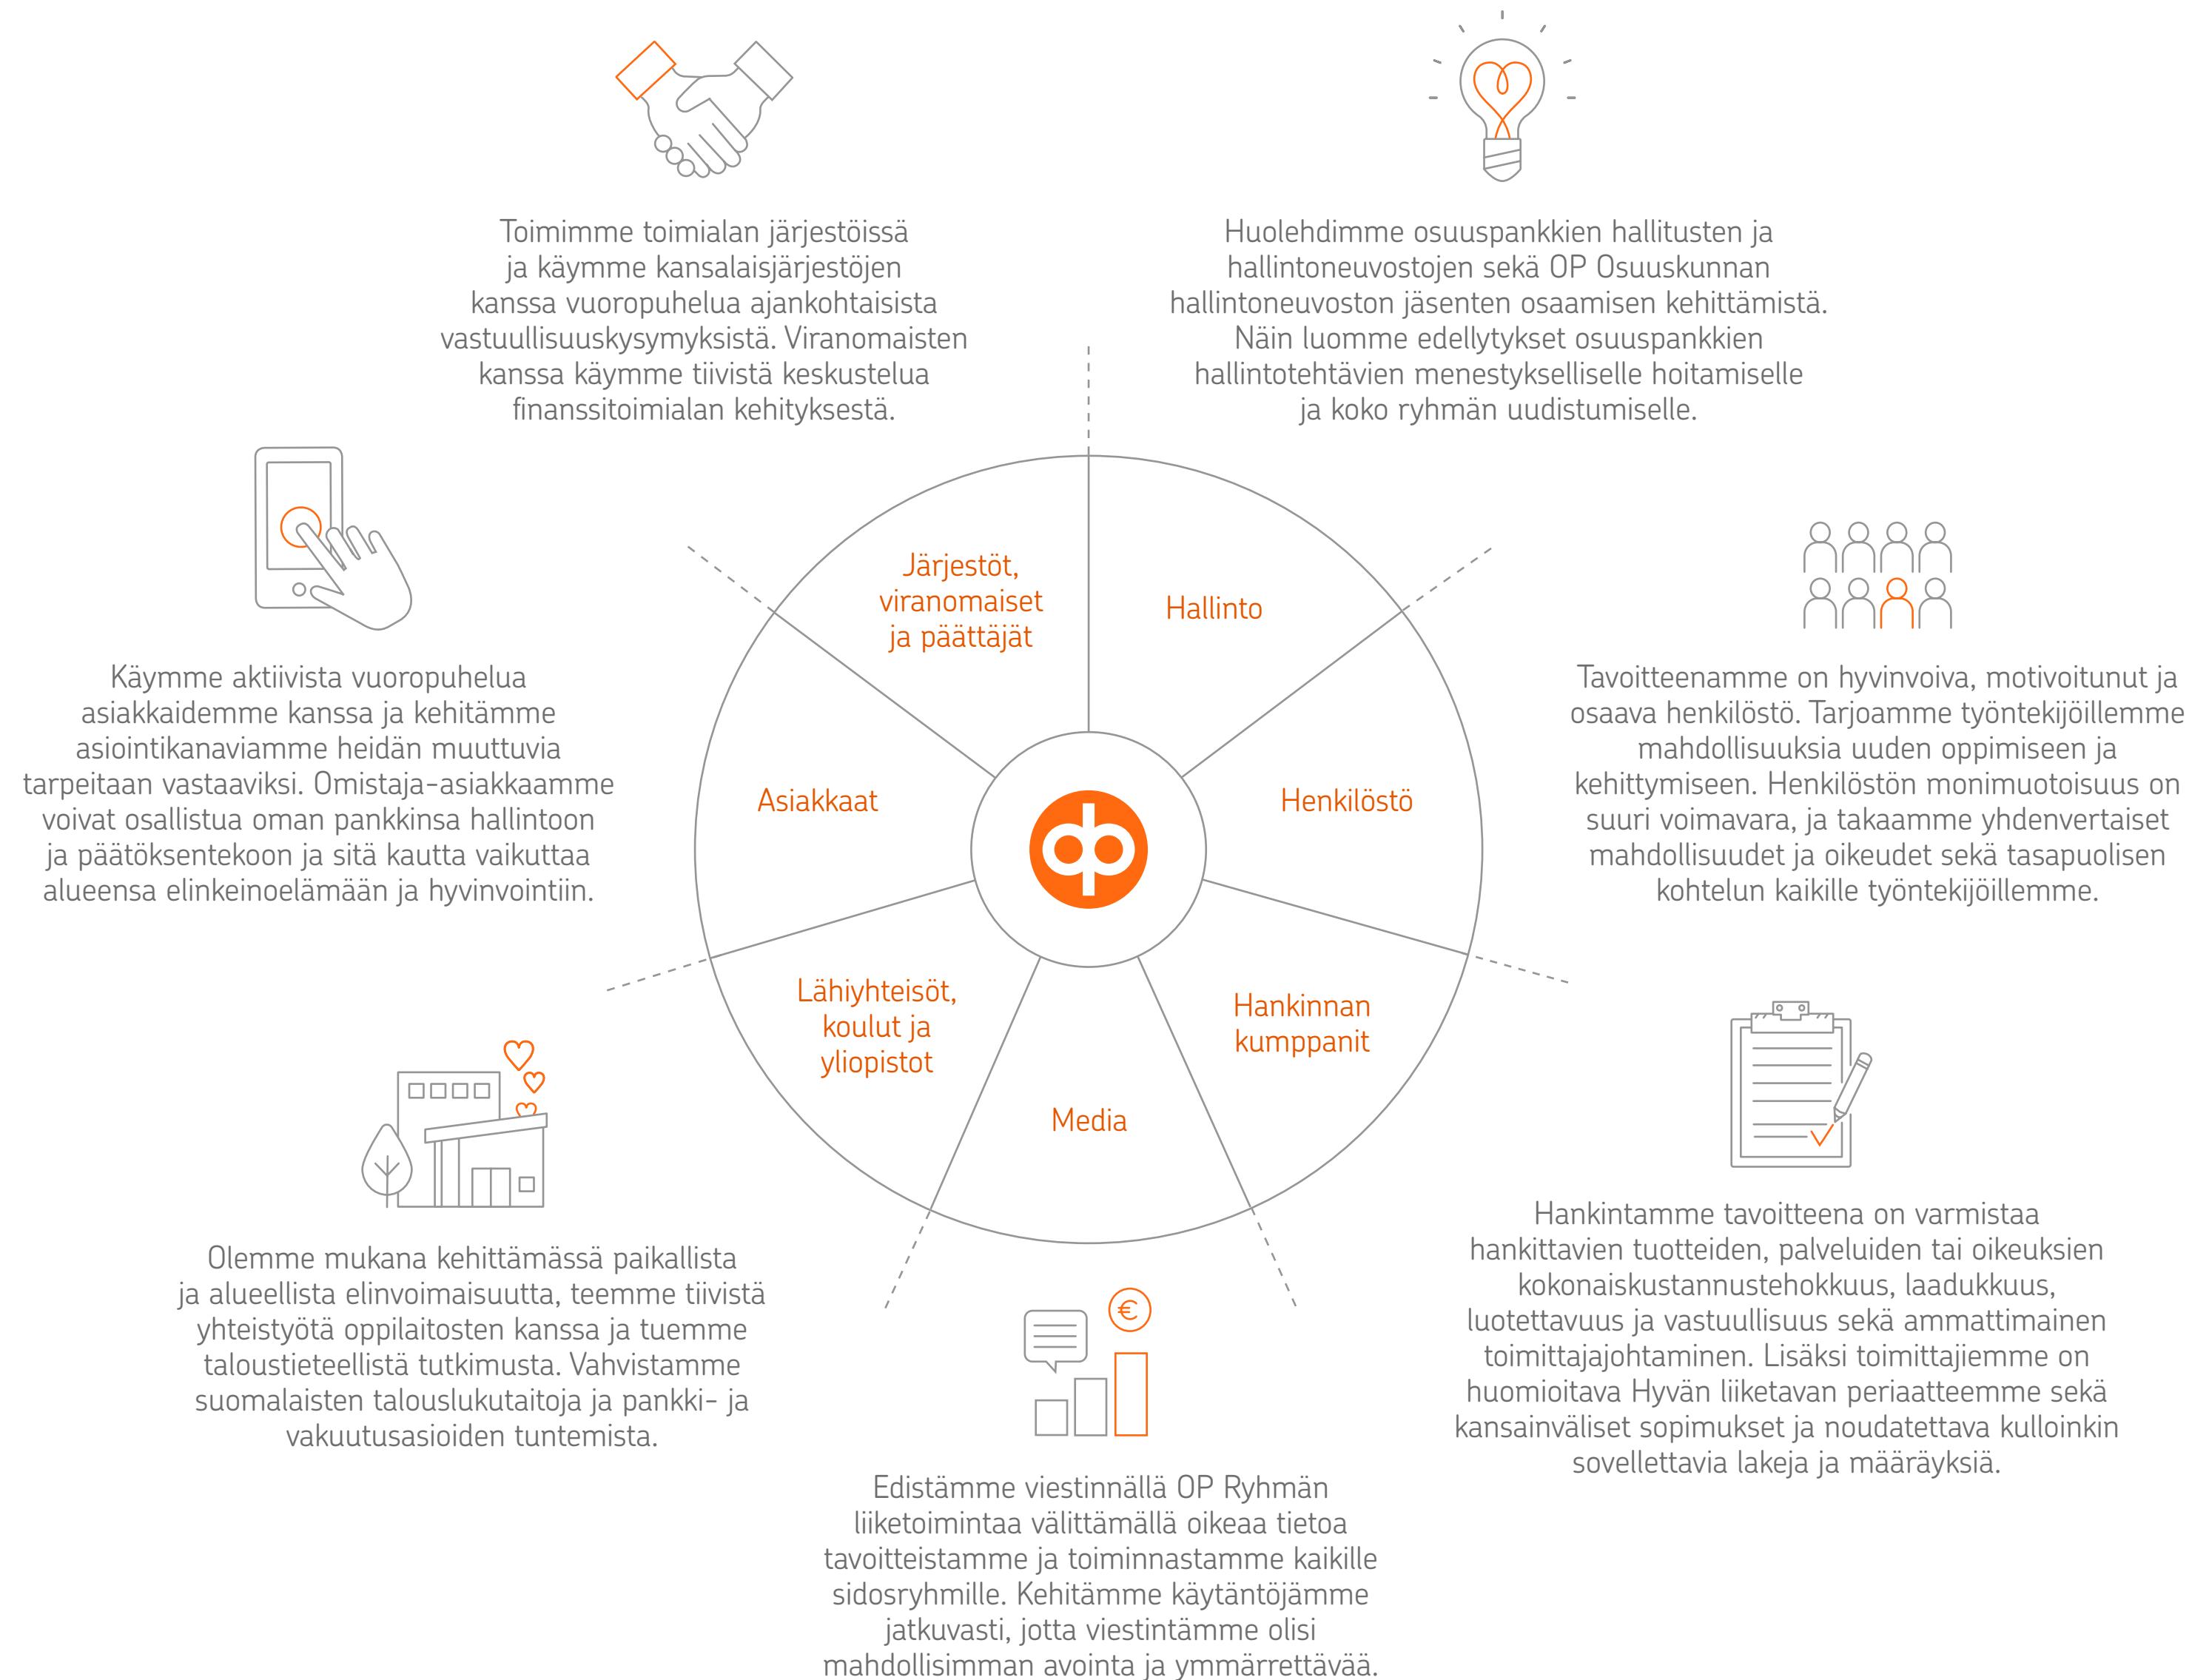 Toimimme toimialan järjestöissä
ja käymme kansalaisjärjestöjen
kanssa vuoropuhelua ajankohtaisista
vastuullisuuskysymyksistä. Viranomaisten
kanssa käymme tiivistä keskustelua
finanssitoimialan kehityksestä.
Huolehdimme osuuspankkien hallitusten ja
hallintoneuvostojen sekä OP Osuuskunnan
hallintoneuvoston jäsenten osaamisen kehittämistä.
Näin luomme edellytykset osuuspankkien
hallintotehtävien menestykselliselle hoitamiselle
ja koko ryhmän uudistumiselle.
Järjestöt,
viranomaiset
ja päättäjät
Hallinto
Käymme aktiivista vuoropuhelua
asiakkaidemme kanssa ja kehitämme
asiointikanaviamme heidän muuttuvia
tarpeitaan vastaaviksi. Omistaja-asiakkaamme
voivat osallistua oman pankkinsa hallintoon
ja päätöksentekoon ja sitä kautta vaikuttaa
alueensa elinkeinoelämään ja hyvinvointiin.
Asiakkaat
Henkilöstö
Tavoitteenamme on hyvinvoiva, motivoitunut ja
osaava henkilöstö. Tarjoamme työntekijöillemme
mahdollisuuksia uuden oppimiseen ja
kehittymiseen. Henkilöstön monimuotoisuus on
suuri voimavara, ja takaamme yhdenvertaiset
mahdollisuudet ja oikeudet sekä tasapuolisen
kohtelun kaikille työntekijöillemme.
Lähiyhteisöt,
koulut ja
yliopistot
Hankinnan
kumppanit
Media
Olemme mukana kehittämässä paikallista
ja alueellista elinvoimaisuutta, teemme tiivistä
yhteistyötä oppilaitosten kanssa ja tuemme
taloustieteellistä tutkimusta. Vahvistamme
suomalaisten talouslukutaitoja ja pankki- ja
vakuutusasioiden tuntemista.
Hankintamme tavoitteena on varmistaa
hankittavien tuotteiden, palveluiden tai oikeuksien
kokonaiskustannustehokkuus, laadukkuus,
luotettavuus ja vastuullisuus sekä ammattimainen
toimittajajohtaminen. Lisäksi toimittajiemme on
huomioitava Hyvän liiketavan periaatteemme sekä
kansainväliset sopimukset ja noudatettava kulloinkin
sovellettavia lakeja ja määräyksiä.
€
Edistämme viestinnällä OP Ryhmän
liiketoimintaa välittämällä oikeaa tietoa
tavoitteistamme ja toiminnastamme kaikille
sidosryhmille. Kehitämme käytäntöjämme
jatkuvasti, jotta viestintämme olisi
mahdollisimman avointa ja ymmärrettävää.